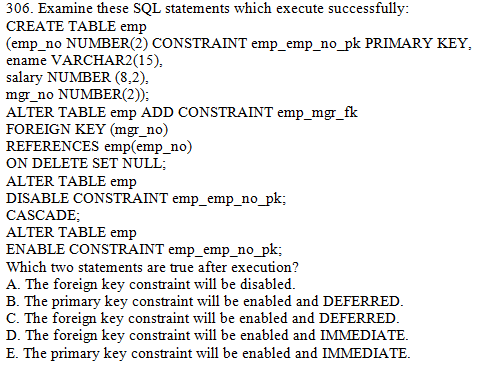 306. Examine these SQL statements which execute successfully:
CREATE TABLE emp
(emp_no NUMBER(2) CONSTRAINT emp_emp_no_pk PRIMARY KEY,
ename VARCHAR2(15),
salary NUMBER (8,2),
mgr_no NUMBER(2));
ALTER TABLE emp ADD CONSTRAINT emp_mgr_fk
FOREIGN KEY (mgr_no)
REFERENCES emp(emp_no)
ON DELETE SET NULL;
ALTER TABLE emp
DISABLE CONSTRAINT emp_emp_no_pk;
CASCADE;
ALTER TABLE emp
ENABLE CONSTRAINT emp_emp_no_pk;
Which two statements are true after execution?
A. The foreign key constraint will be disabled.
B. The primary key constraint will be enabled and DEFERRED.
C. The foreign key constraint will be enabled and DEFERRED.
D. The foreign key constraint will be enabled and IMMEDIATE.
E. The primary key constraint will be enabled and IMMEDIATE.